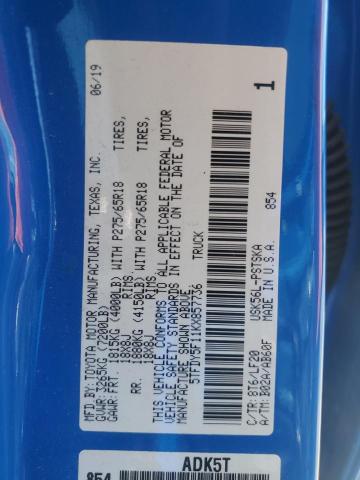 MFD.BY:TOYOTA MOTOR MANUFACTURING, TEXAS, INC. 06/19
GVWR: 3265KG (7200LB)
GAWR:FRT. 1815KG (4000LB) WITH P275/65R18 TIRES,
18X8J RIMS,
RR. 1880KG (4150LB) WITH P275/65R18 TIRES,
18X8J RIMS
THIS VEHICLE CONFORMS TO ALL APPLICABLE FEDERAL MOTOR
VEHICLE SAFETY STANDARDS IN EFFECT ON THE DATE OF
MANUFACTURE SHOWN ABOVE.
5TFDY5F11KX857736 TRUCK
1
C/TR: 8T6/LF20 USK56L-PSTSKA 854
A/TM: B02A/AB60F MADE IN U.S.A.
854 ADK5T